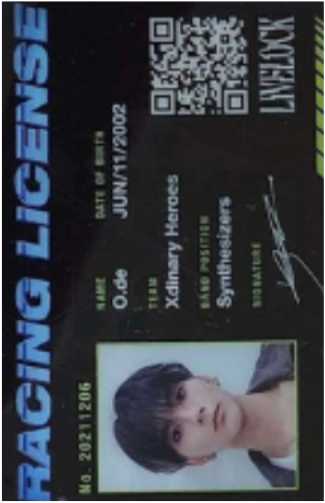 RACING LICENSE
No. 20211206
NAME
O.de
DATE OF BIRTH
JUN/11/2002
TEAM
Xdinary Heroes
BAND POSITION
Synthesizers
SIGNATURE
LIVELOCK